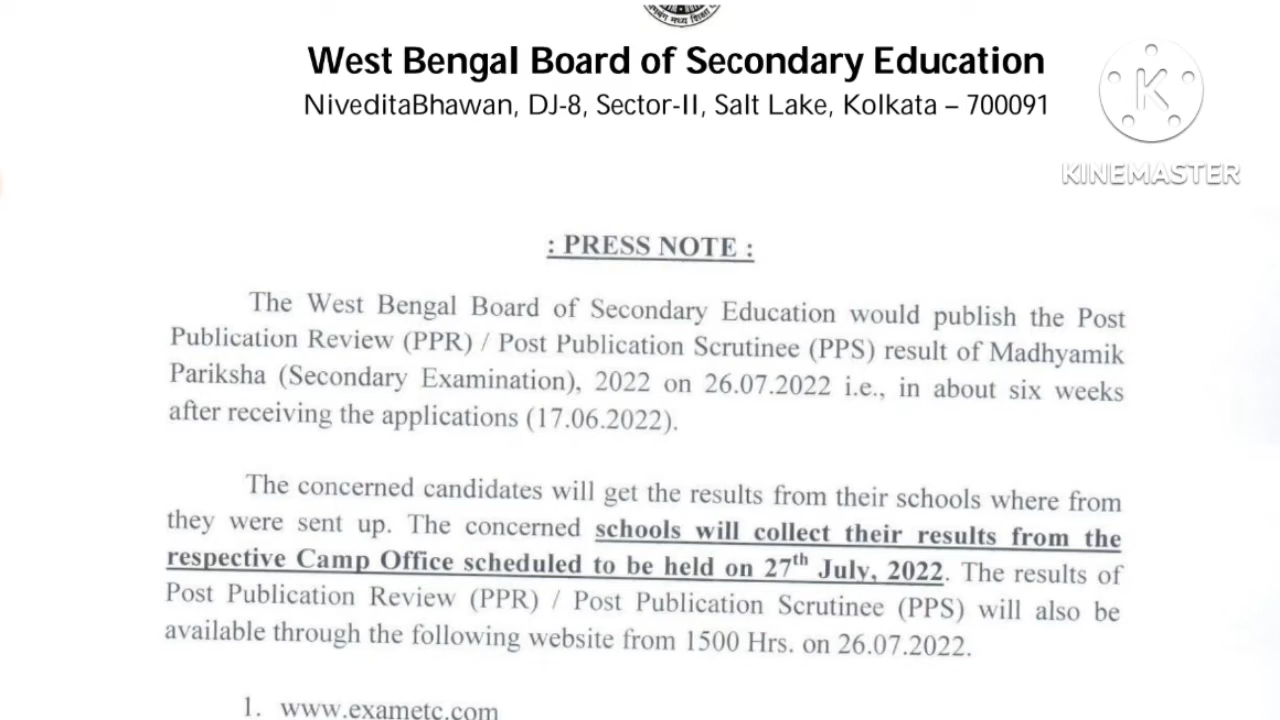 मध्य शिक्षा
West Bengal Board of Secondary Education
NiveditaBhawan, DJ-8, Sector-II, Salt Lake, Kolkata – 700091
K
KINEMASTER
: PRESS NOTE :
The West Bengal Board of Secondary Education would publish the Post
Publication Review (PPR) / Post Publication Scrutinee (PPS) result of Madhyamik
Pariksha (Secondary Examination), 2022 on 26.07.2022 i.e., in about six weeks
after receiving the applications (17.06.2022).
The concerned candidates will get the results from their schools where from
they were sent up. The concerned schools will collect their results from the
respective Camp Office scheduled to be held on 27th July, 2022. The results of
Post Publication Review (PPR) / Post Publication Scrutinee (PPS) will also be
available through the following website from 1500 Hrs. on 26.07.2022.
1. www.exametc.com